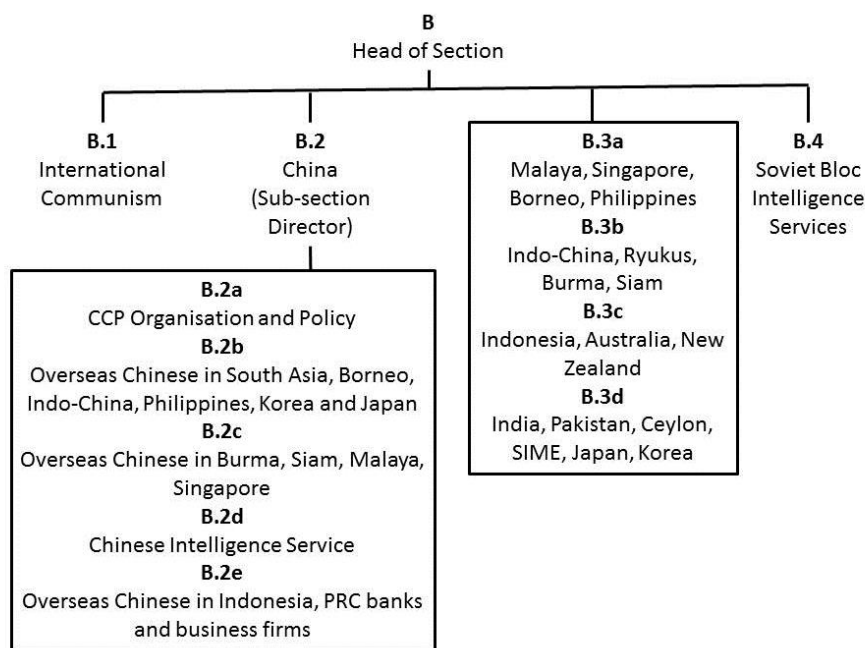 B
Head of Section
B.1
International
Communism
B.2
China
(Sub-section
Director)
B.2a
CCP Organisation and Policy
B.2b
Overseas Chinese in South Asia, Borneo,
Indo-China, Philippines, Korea and Japan
B.2c
Overseas Chinese in Burma, Siam, Malaya,
Singapore
B.2d
Chinese Intelligence Service
B.2e
Overseas Chinese in Indonesia, PRC banks
and business firms
B.3a
Malaya, Singapore,
Borneo, Philippines
B.3b
Indo-China, Ryukus,
Burma, Siam
B.3c
Indonesia, Australia, New
Zealand
B.3d
India, Pakistan, Ceylon,
SIME, Japan, Korea
B.4
Soviet Bloc
Intelligence
Services